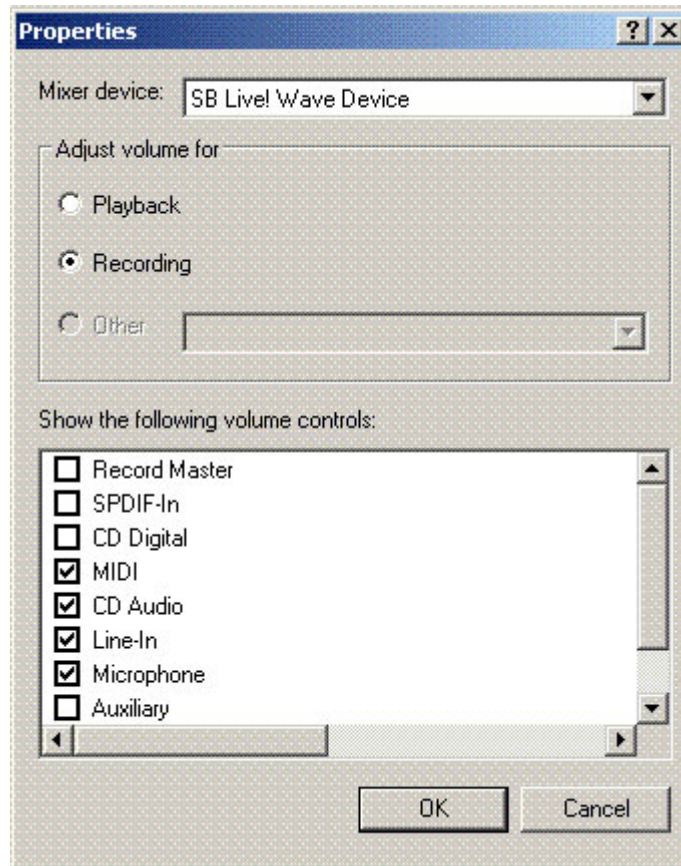 Properties
Mixer device: SB Live! Wave Device
Adjust volume for
Playback
Recording
Other
Show the following volume controls:
Record Master
SPDIF-In
CD Digital
MIDI
CD Audio
Line-In
Microphone
Auxiliary
OK Cancel